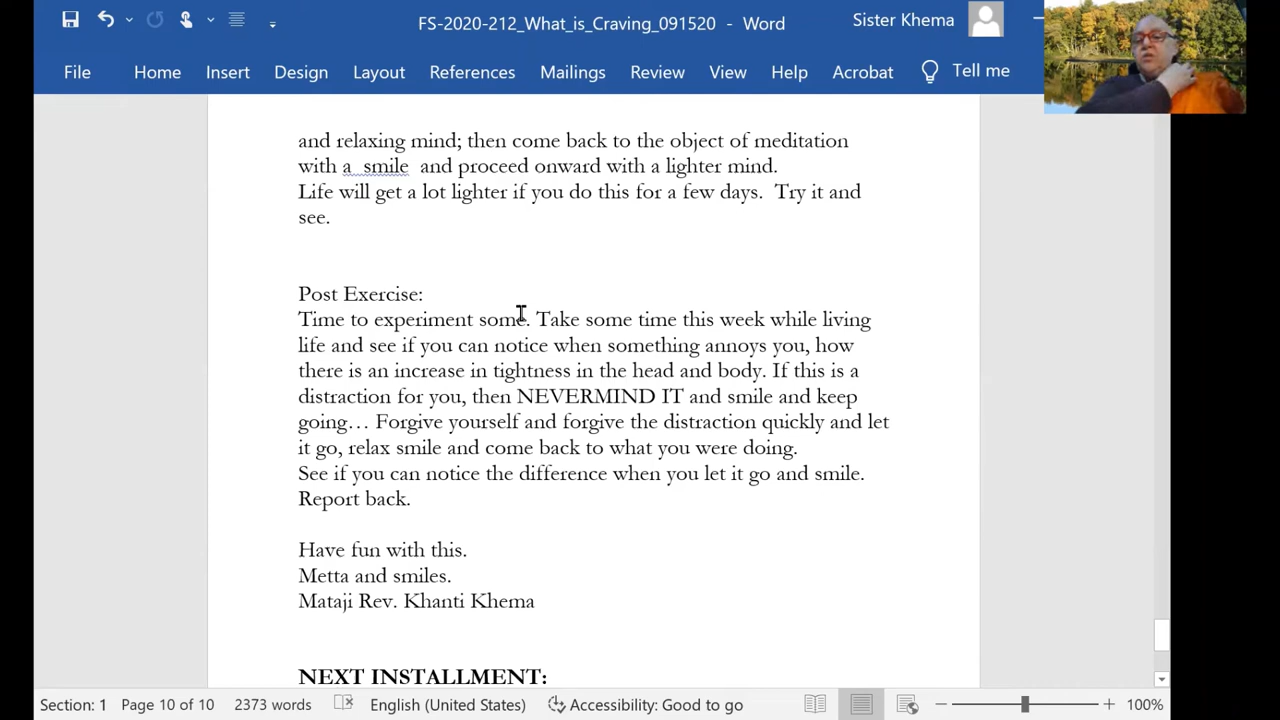 FS-2020-212_What_is_Craving_091520 - Word
Sister Khema
File Home Insert Design Layout References Mailings Review View Help Acrobat Tell me
and relaxing mind; then come back to the object of meditation
with a smile and proceed onward with a lighter mind.
Life will get a lot lighter if you do this for a few days. Try it and
see.
Post Exercise:
Time to experiment some. Take some time this week while living
life and see if you can notice when something annoys you, how
there is an increase in tightness in the head and body. If this is a
distraction for you, then NEVERMIND IT and smile and keep
going… Forgive yourself and forgive the distraction quickly and let
it go, relax smile and come back to what you were doing.
See if you can notice the difference when you let it go and smile.
Report back.
Have fun with this.
Metta and smiles.
Mataji Rev. Khanti Khema
NEXT INSTALLMENT:
Section: 1 Page 10 of 10 2373 words English (United States) Accessibility: Good to go 100%